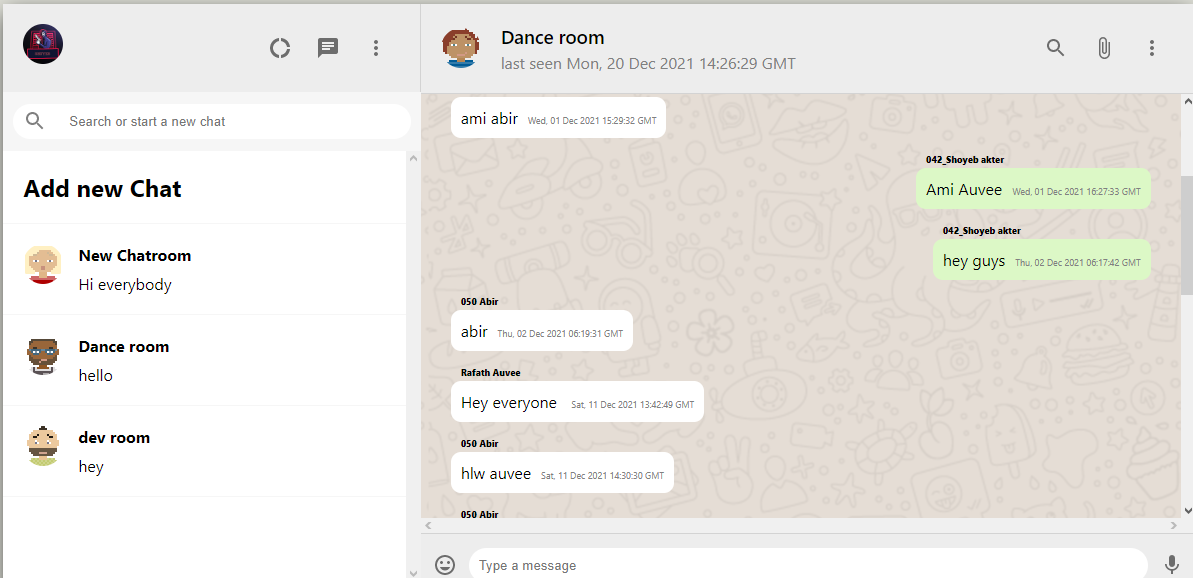 Dance room
last seen Mon, 20 Dec 2021 14:26:29 GMT
Search or start a new chat
Add new Chat
New Chatroom
Hi everybody
Dance room
hello
dev room
hey
ami abir Wed, 01 Dec 2021 15:29:32 GMT
042_Shoyeb akter
Ami Auvee Wed, 01 Dec 2021 16:27:33 GMT
042_Shoyeb akter
hey guys Thu, 02 Dec 2021 06:17:42 GMT
050 Abir
abir Thu, 02 Dec 2021 06:19:31 GMT
Rafath Auvee
Hey everyone Sat, 11 Dec 2021 13:42:49 GMT
050 Abir
hlw auvee Sat, 11 Dec 2021 14:30:30 GMT
050 Abir
Type a message